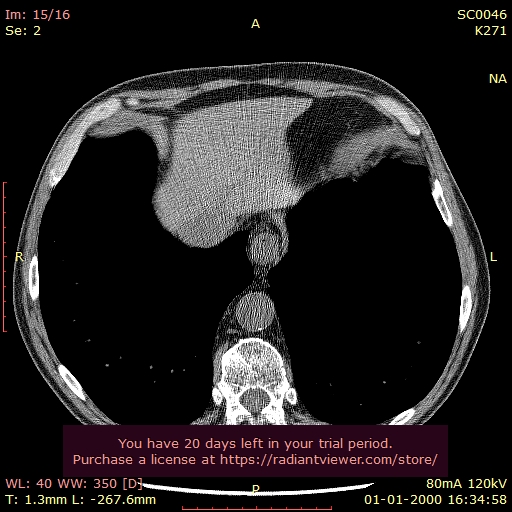 Im: 15/16
Se: 2
A
SC0046
K271
NA
R
L
You have 20 days left in your trial period.
Purchase a license at https://radiantviewer.com/store/
WL: 40 WW: 350 [D]
T: 1.3mm L: -267.6mm
P
80mA 120kV
01-01-2000 16:34:58